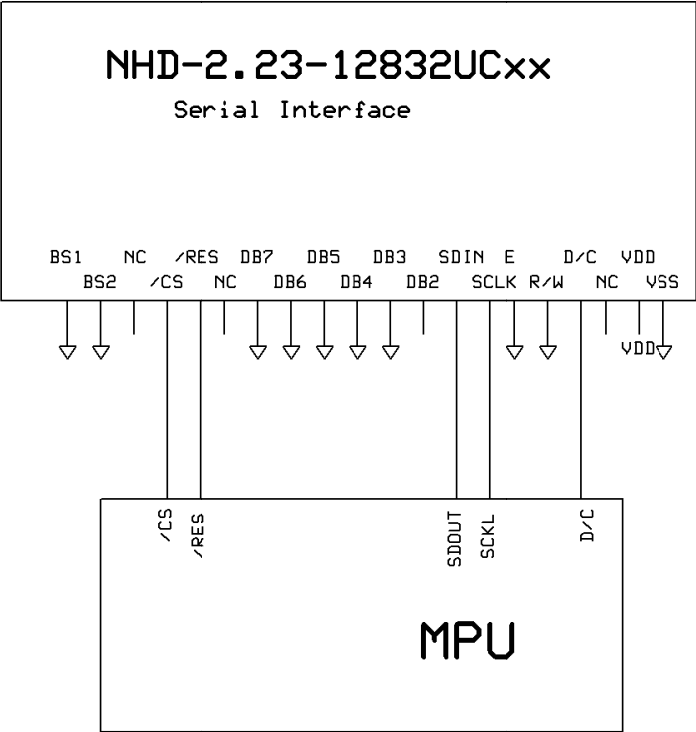 NHD-2.23-12832UCxx
Serial Interface
BS1 NC /RES DB7 DB5 DB3 SDIN E D/C VDD
BS2 /CS NC DB6 DB4 DB2 SCLK R/W NC VSS
VDD
/CS /RES SDOUT SCKL D/C
MPU